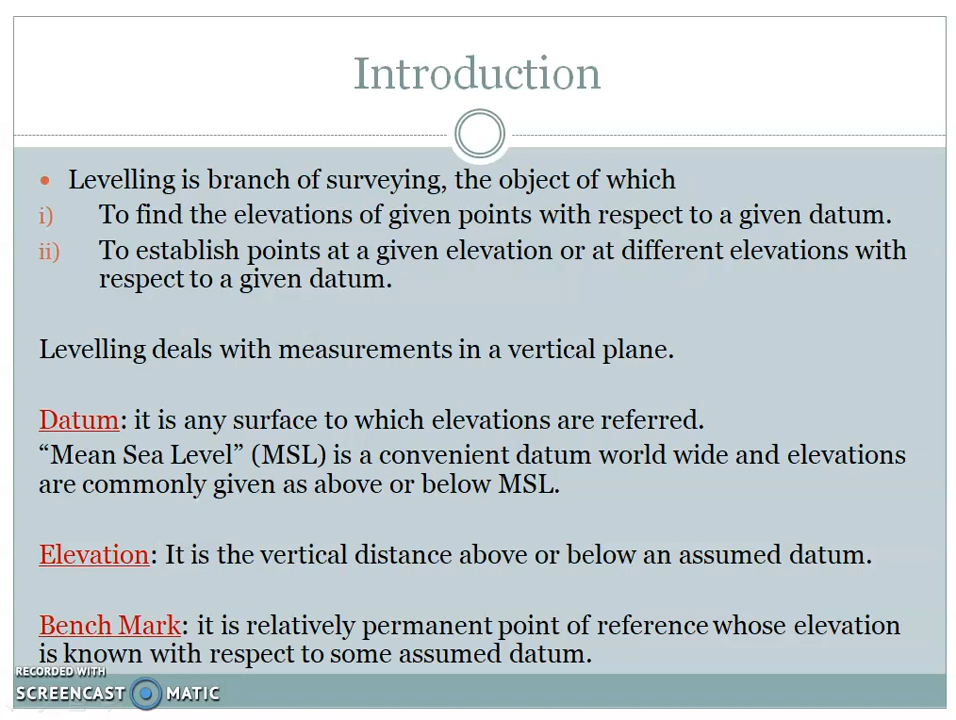 Introduction
• Levelling is branch of surveying, the object of which
i) To find the elevations of given points with respect to a given datum.
ii) To establish points at a given elevation or at different elevations with
respect to a given datum.
Levelling deals with measurements in a vertical plane.
Datum: it is any surface to which elevations are referred.
“Mean Sea Level” (MSL) is a convenient datum world wide and elevations
are commonly given as above or below MSL.
Elevation: It is the vertical distance above or below an assumed datum.
Bench Mark: it is relatively permanent point of reference whose elevation
is known with respect to some assumed datum.
RECORDED WITH
SCREENCAST MATIC